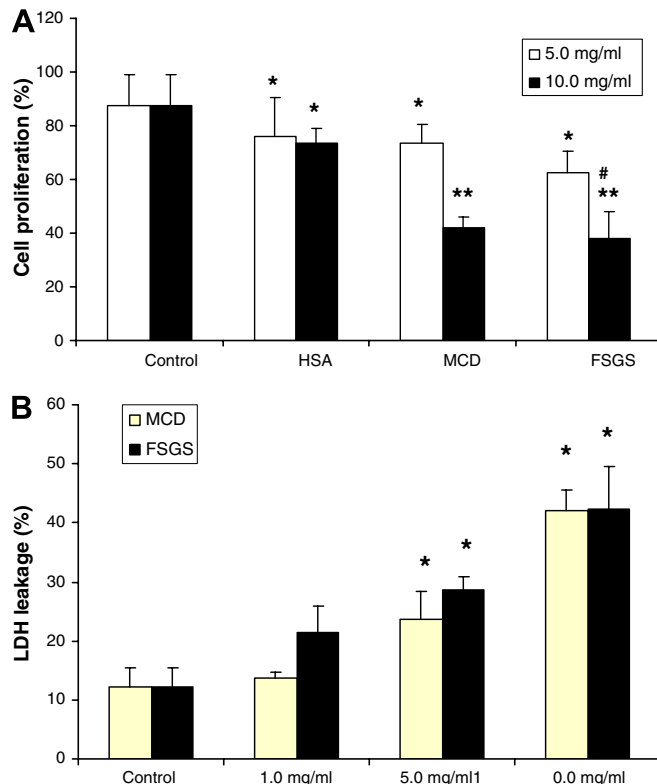 A
120
100
80
60
40
20
0
Cell proliferation (%)
5.0 mg/ml
10.0 mg/ml
* * * ** * # **
Control HSA MCD FSGS
B
60
50
40
30
20
10
0
LDH leakage (%)
MCD
FSGS
* * * *
Control 1.0 mg/ml 5.0 mg/ml1 0.0 mg/ml